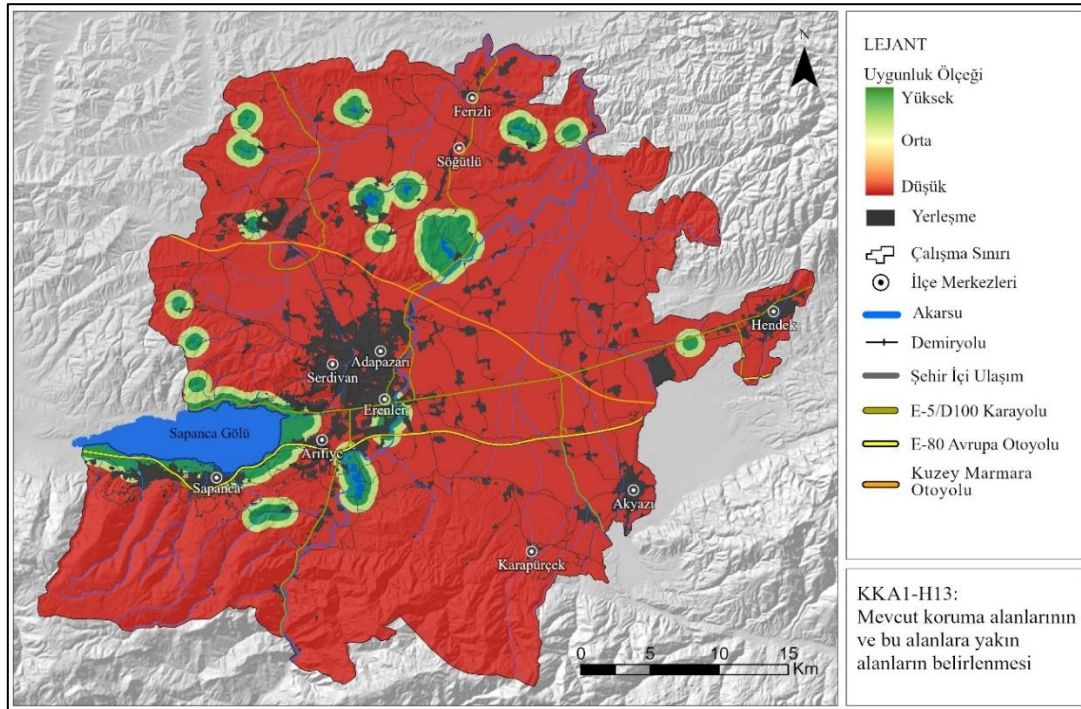 Ferizli
Söğütlü
Hendek
Adapazarı
Serdivan
Erenler
Sapanca Gölü
Arifiye
Sapanca
Akyazı
Karapürçek
N
0 2.5 5 10 15
Km
LEJANT
Uygunluk Ölçeği
Yüksek
Orta
Düşük
Yerleşme
Çalışma Sınırı
İlçe Merkezleri
Akarsu
Demiryolu
Şehir İçi Ulaşım
E-5/D100 Karayolu
E-80 Avrupa Otoyolu
Kuzey Marmara
Otoyolu
KKA1-H13:
Mevcut koruma alanlarının
ve bu alanlara yakın
alanların belirlenmesi